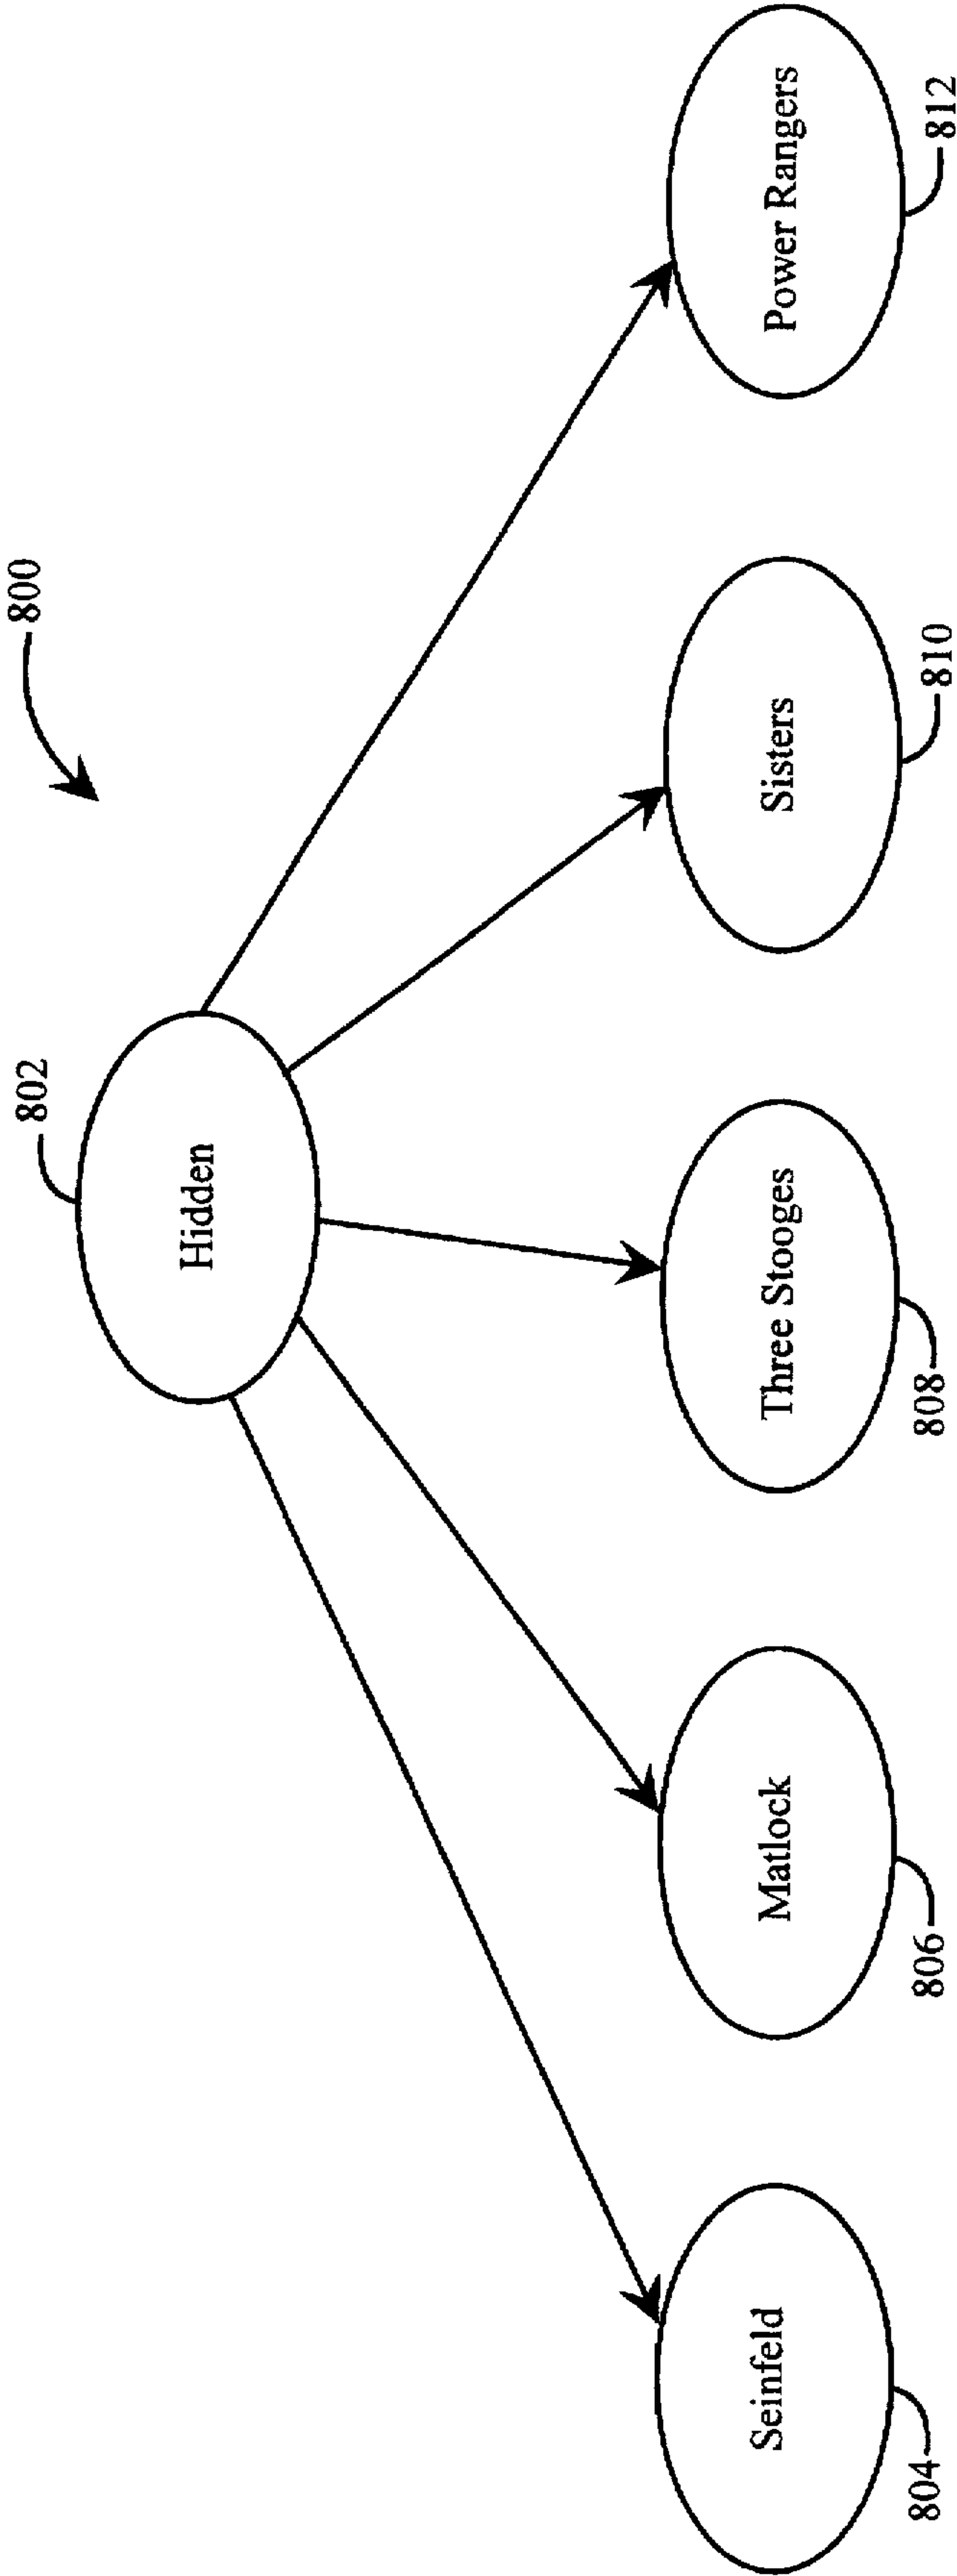 800
802
Hidden
Seinfeld
Matlock
Three Stooges
Sisters
Power Rangers
804
806
808
810
812